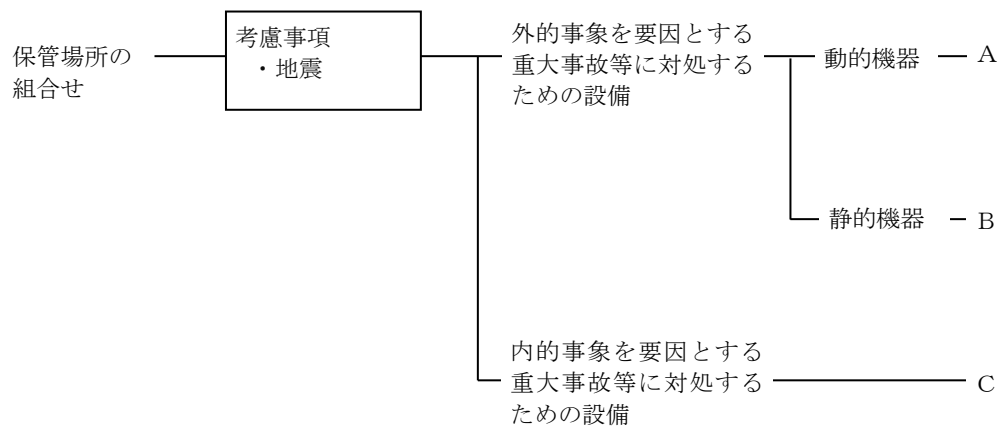 保管場所の
組合せ
考慮事項
・地震
外的事象を要因とする
重大事故等に対処する
ための設備
動的機器
A
静的機器
B
内的事象を要因とする
重大事故等に対処する
ための設備
C